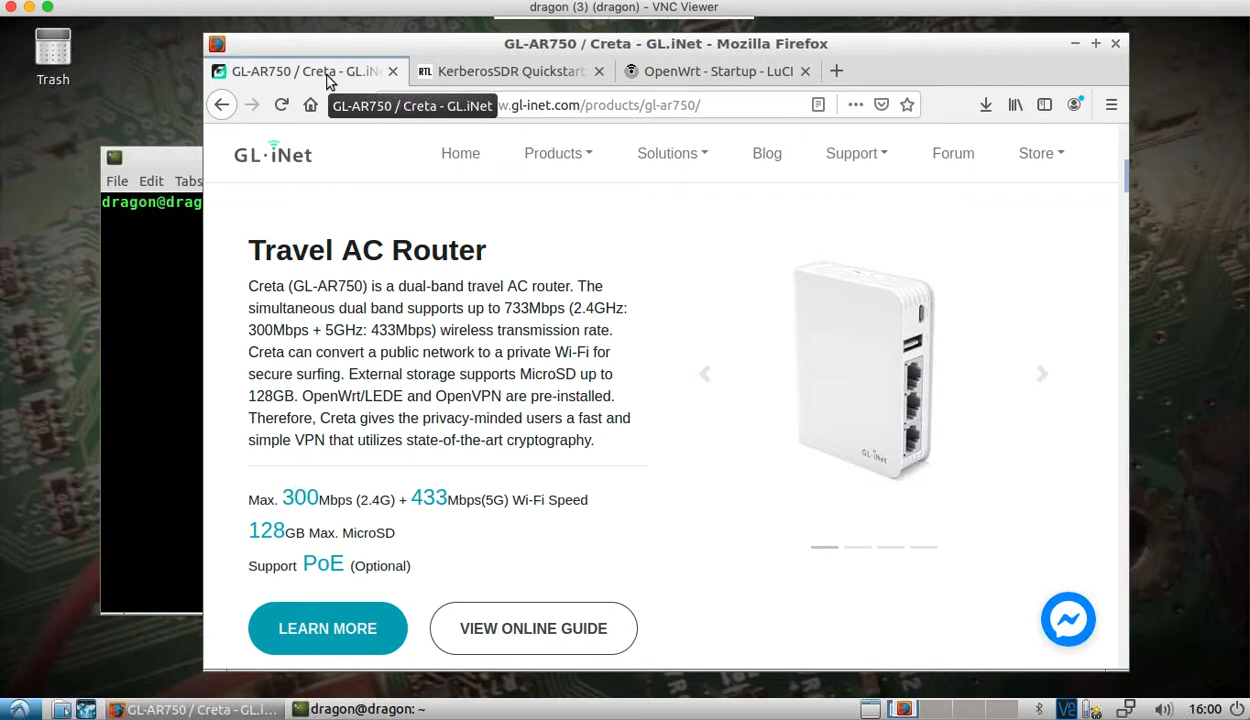 dragon (3) (dragon) - VNC Viewer
Trash
GL-AR750 / Creta - GL.iNet - Mozilla Firefox
GL-AR750 / Creta - GL.iN
KerberosSDR Quickstart
OpenWrt - Startup - LuCI
GL-AR750 / Creta - GL.iNet
w.gl-inet.com/products/gl-ar750/
File Edit Tabs
dragon@drag
GL·iNet
Home Products Solutions Blog Support Forum Store
Travel AC Router
Creta (GL-AR750) is a dual-band travel AC router. The
simultaneous dual band supports up to 733Mbps (2.4GHz:
300Mbps + 5GHz: 433Mbps) wireless transmission rate.
Creta can convert a public network to a private Wi-Fi for
secure surfing. External storage supports MicroSD up to
128GB. OpenWrt/LEDE and OpenVPN are pre-installed.
Therefore, Creta gives the privacy-minded users a fast and
simple VPN that utilizes state-of-the-art cryptography.
GL·iNet
Max. 300Mbps (2.4G) + 433Mbps(5G) Wi-Fi Speed
128GB Max. MicroSD
Support PoE (Optional)
LEARN MORE
VIEW ONLINE GUIDE
GL-AR750 / Creta - GL.i...
dragon@dragon: ~
16:00